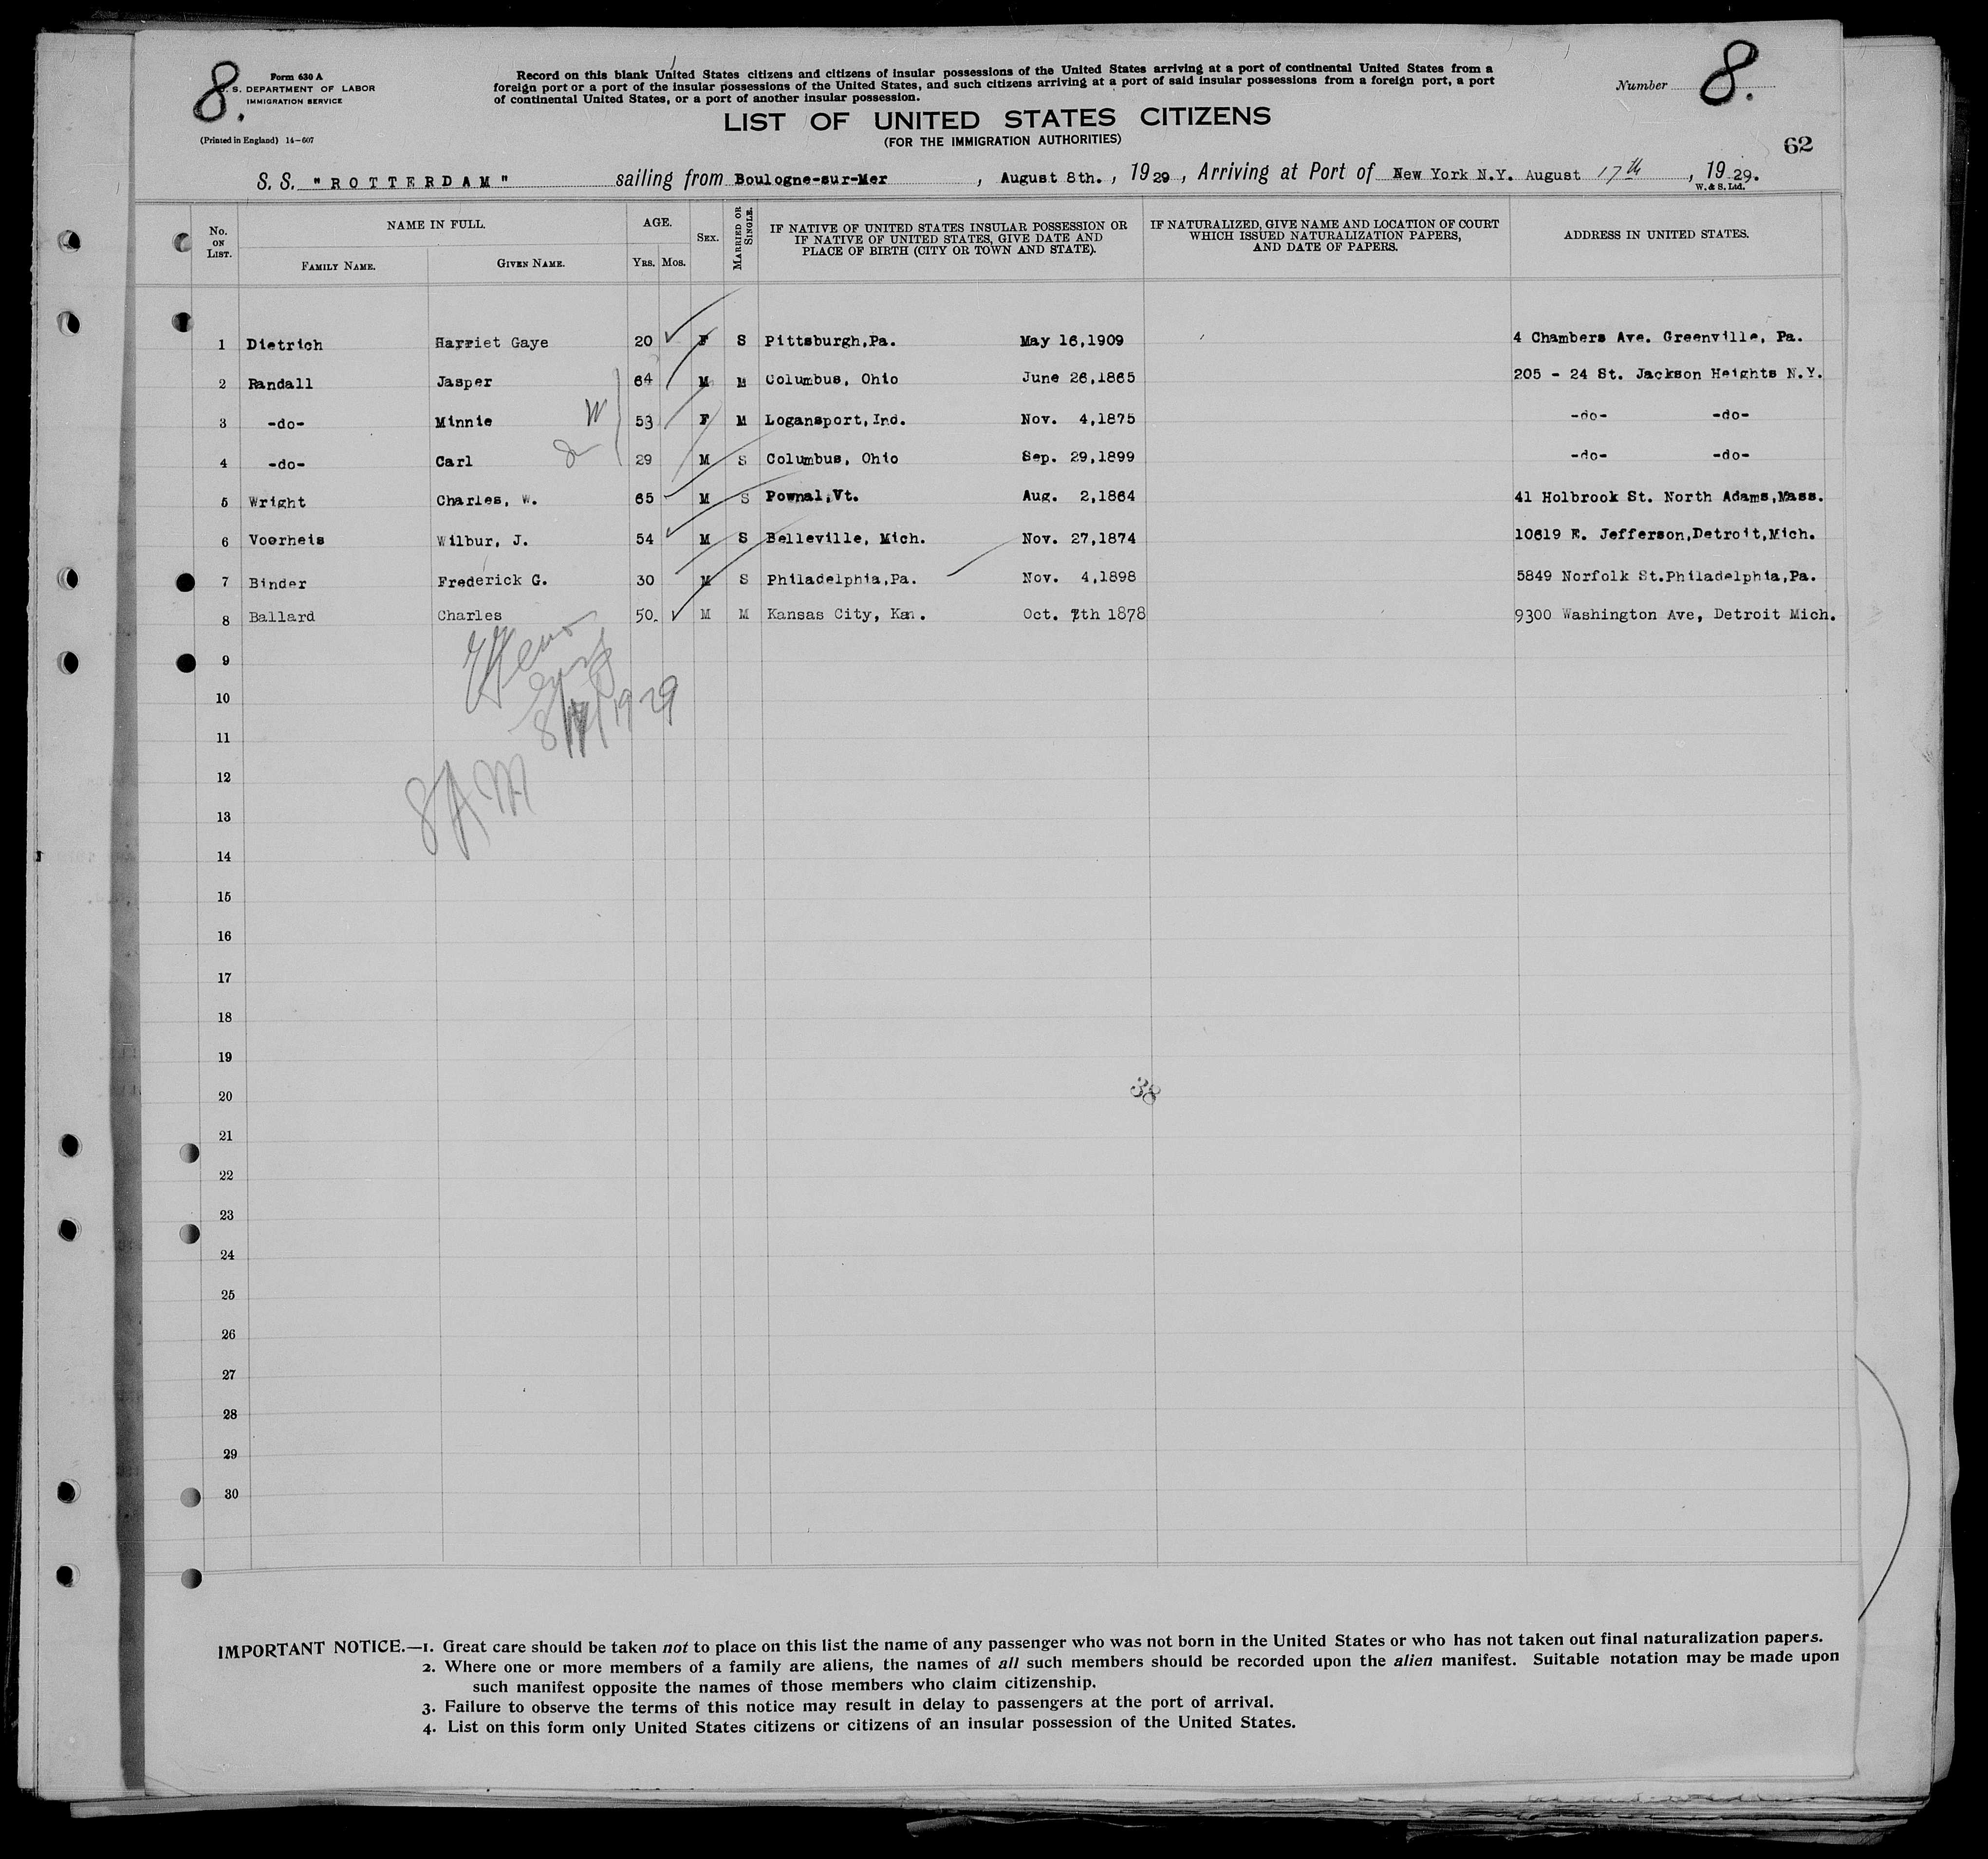 8.
Form 630 A
U. S. DEPARTMENT OF LABOR
IMMIGRATION SERVICE
(Printed in England) 14-607
Record on this blank United States citizens and citizens of insular possessions of the United States arriving at a port of continental United States from a
foreign port or a port of the insular possessions of the United States, and such citizens arriving at a port of said insular possessions from a foreign port, a port
of continental United States, or a port of another insular possession.
Number 8.
LIST OF UNITED STATES CITIZENS
(FOR THE IMMIGRATION AUTHORITIES)
62
S. S. "ROTTERDAM" sailing from Boulogne-sur-Mer, August 8th., 1929, Arriving at Port of New York N.Y. August 17th, 1929.
W. & S. Ltd.
No. ON LIST. NAME IN FULL. FAMILY NAME. GIVEN NAME. AGE. YRS. MOS. SEX. MARRIED OR SINGLE. IF NATIVE OF UNITED STATES INSULAR POSSESSION OR IF NATIVE OF UNITED STATES, GIVE DATE AND PLACE OF BIRTH (CITY OR TOWN AND STATE). IF NATURALIZED, GIVE NAME AND LOCATION OF COURT WHICH ISSUED NATURALIZATION PAPERS, AND DATE OF PAPERS. ADDRESS IN UNITED STATES.
1 Dietrich Harriet Gaye 20 F S Pittsburgh,Pa. May 16,1909 4 Chambers Ave. Greenville, Pa.
2 Randall Jasper 64 M M Columbus, Ohio June 26,1865 205 - 24 St. Jackson Heights N.Y.
3 -do- Minnie W 53 F M Logansport,Ind. Nov. 4,1875 -do- -do-
4 -do- Carl 29 M S Columbus, Ohio Sep. 29,1899 -do- -do-
5 Wright Charles, W. 65 M S Pownal,Vt. Aug. 2,1864 41 Holbrook St. North Adams,Mass.
6 Voorheis Wilbur, J. 54 M S Belleville, Mich. Nov. 27,1874 10619 E. Jefferson,Detroit,Mich.
7 Binder Frederick G. 30 M S Philadelphia,Pa. Nov. 4,1898 5849 Norfolk St.Philadelphia,Pa.
8 Ballard Charles 50. M M Kansas City, Kan. Oct. 7th 1878 9300 Washington Ave, Detroit Mich.
9
10
8/17/1929
11
12
8 AM
13
14
15
16
17
18
19
20
38
21
22
23
24
25
26
27
28
29
30
IMPORTANT NOTICE.—1. Great care should be taken not to place on this list the name of any passenger who was not born in the United States or who has not taken out final naturalization papers.
2. Where one or more members of a family are aliens, the names of all such members should be recorded upon the alien manifest. Suitable notation may be made upon
such manifest opposite the names of those members who claim citizenship.
3. Failure to observe the terms of this notice may result in delay to passengers at the port of arrival.
4. List on this form only United States citizens or citizens of an insular possession of the United States.